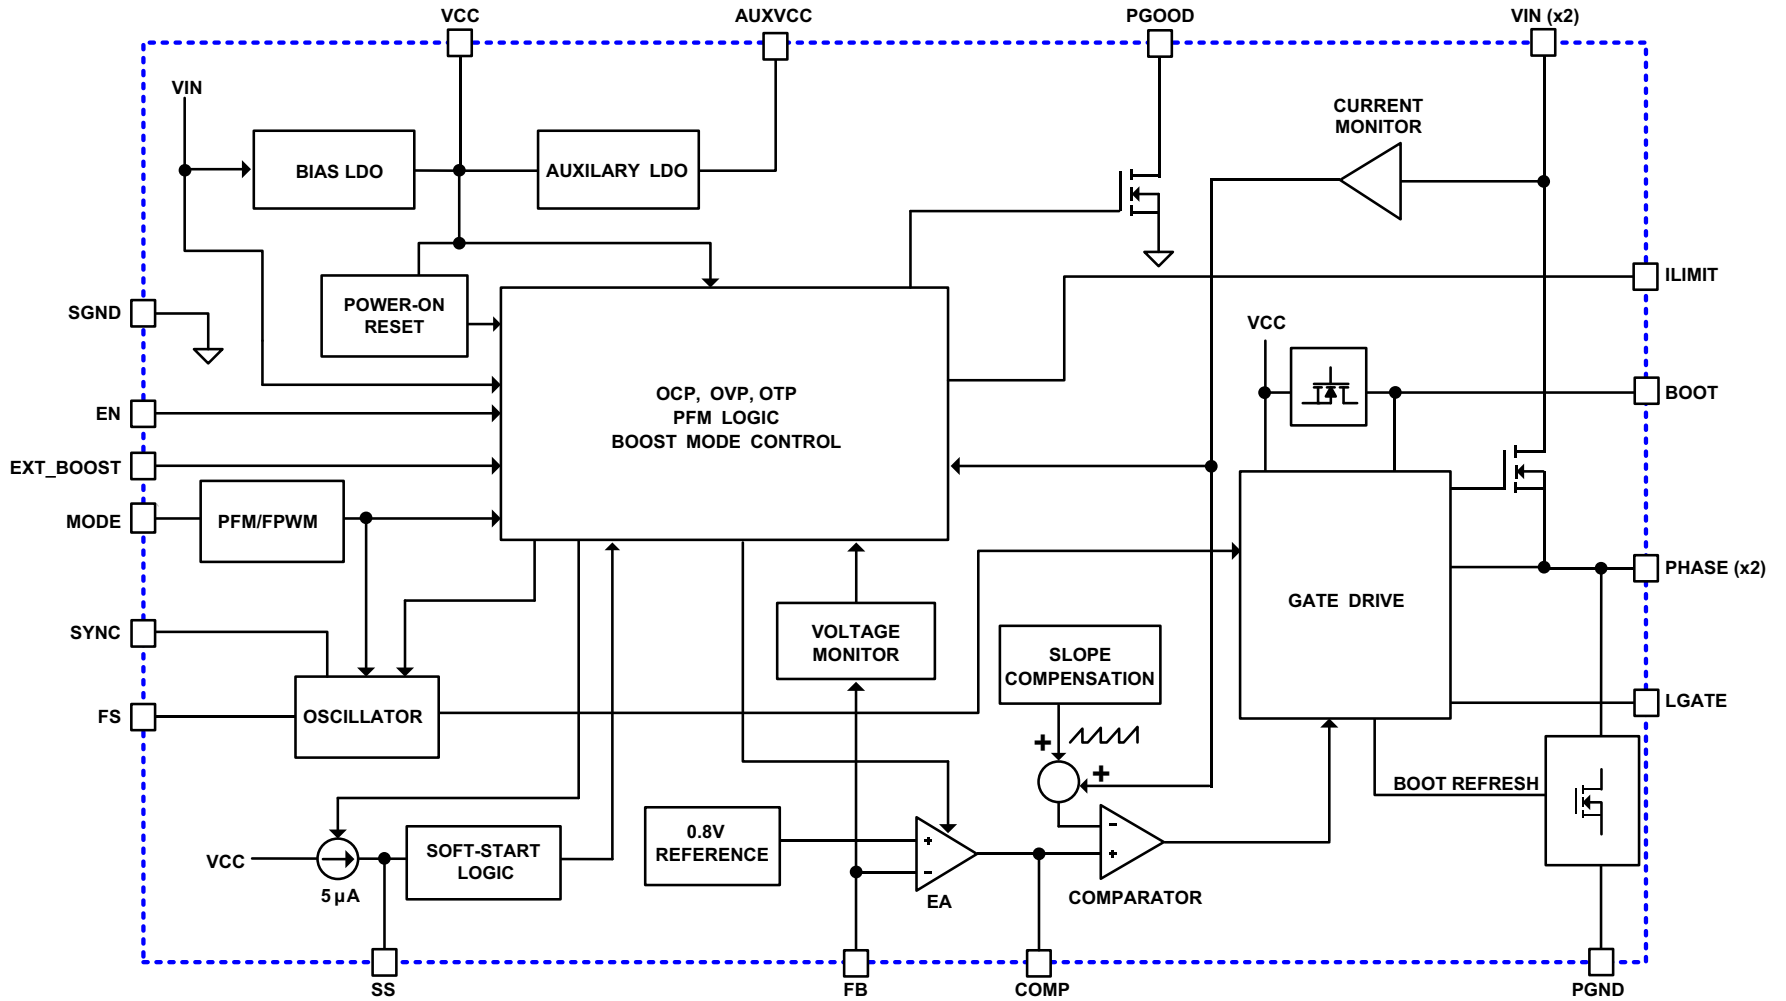 VCC
AUXVCC
PGOOD
VIN (x2)
VIN
CURRENT
MONITOR
BIAS LDO
AUXILARY LDO
ILIMIT
SGND
POWER-ON
RESET
VCC
BOOT
OCP, OVP, OTP
PFM LOGIC
BOOST MODE CONTROL
EN
EXT_BOOST
MODE
PFM/FPWM
PHASE (x2)
GATE DRIVE
SYNC
VOLTAGE
MONITOR
SLOPE
COMPENSATION
FS
OSCILLATOR
LGATE
+
+
BOOT REFRESH
0.8V
REFERENCE
+
-
EA
-
+
COMPARATOR
VCC
5 µA
SOFT-START
LOGIC
SS
FB
COMP
PGND